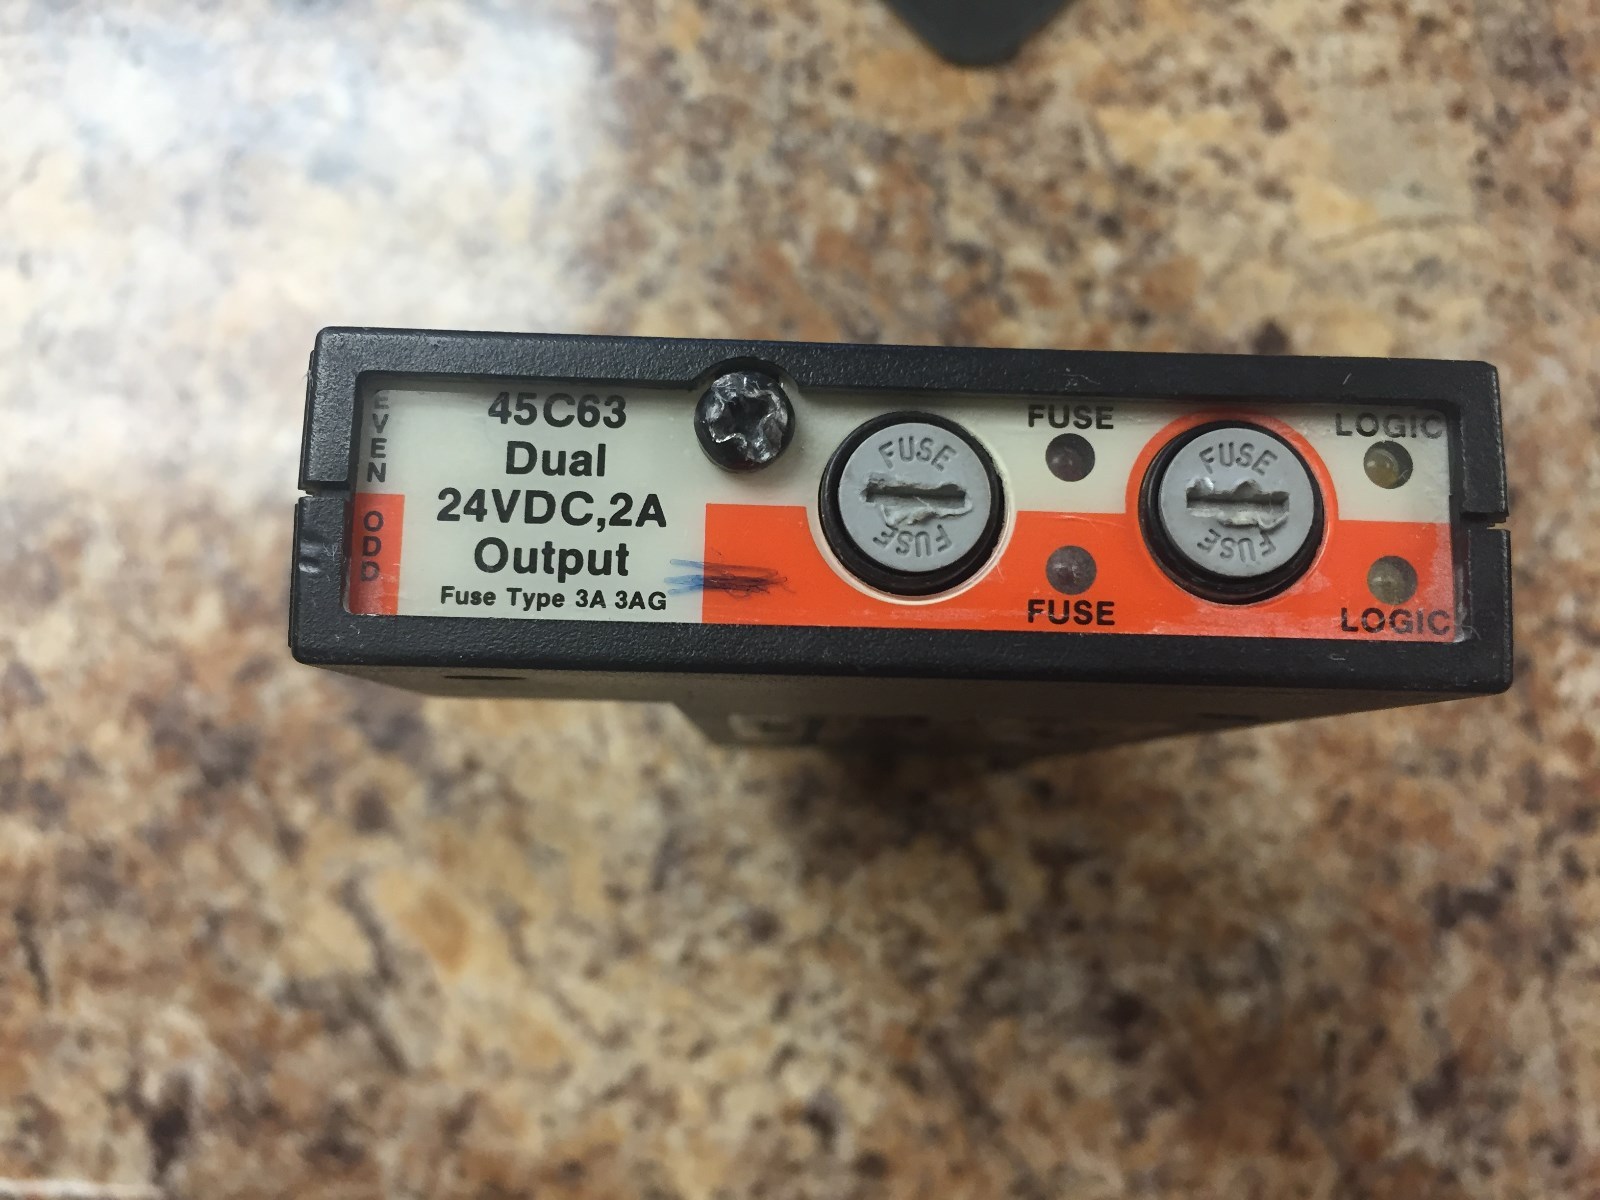 EVEN
ODD
45C63
Dual
24VDC,2A
Output
Fuse Type 3A 3AG
FUSE
FUSE
FUSE
FUSE
FUSE
FUSE
LOGIC
LOGIC